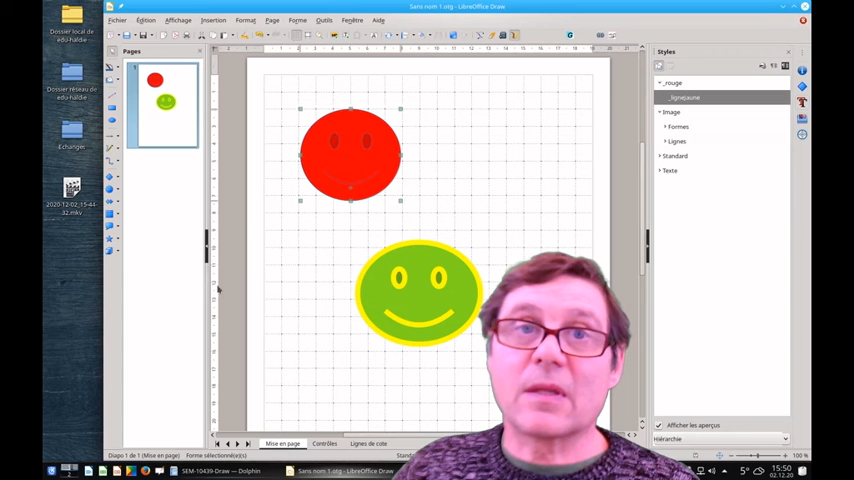 Sans nom 1.otg - LibreOffice Draw
Fichier Édition Affichage Insertion Format Page Forme Outils Fenêtre Aide
Dossier local de
edu-haldie
Dossier réseau de
edu-haldie
Echanges
2020-12-02_15-44-
32.mkv
Pages
1
Styles
_rouge
_lignejaune
Image
Formes
Lignes
Standard
Texte
Afficher les aperçus
Hiérarchie
Mise en page Contrôles Lignes de cote
Diapo 1 de 1 (Mise en page) Forme sélectionné(e)s)
100 %
2 SEM-10439-Draw — Dolphin Sans nom 1.otg - LibreOffice Draw
5° 15:50
02.12.20